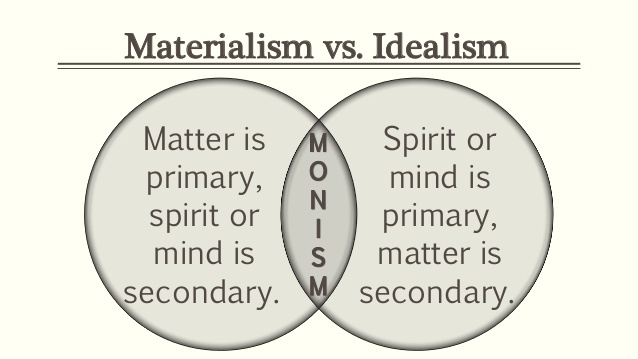 Materialism vs. Idealism
Matter is
primary,
spirit or
mind is
secondary.
M
O
N
I
S
M
Spirit or
mind is
primary,
matter is
secondary.